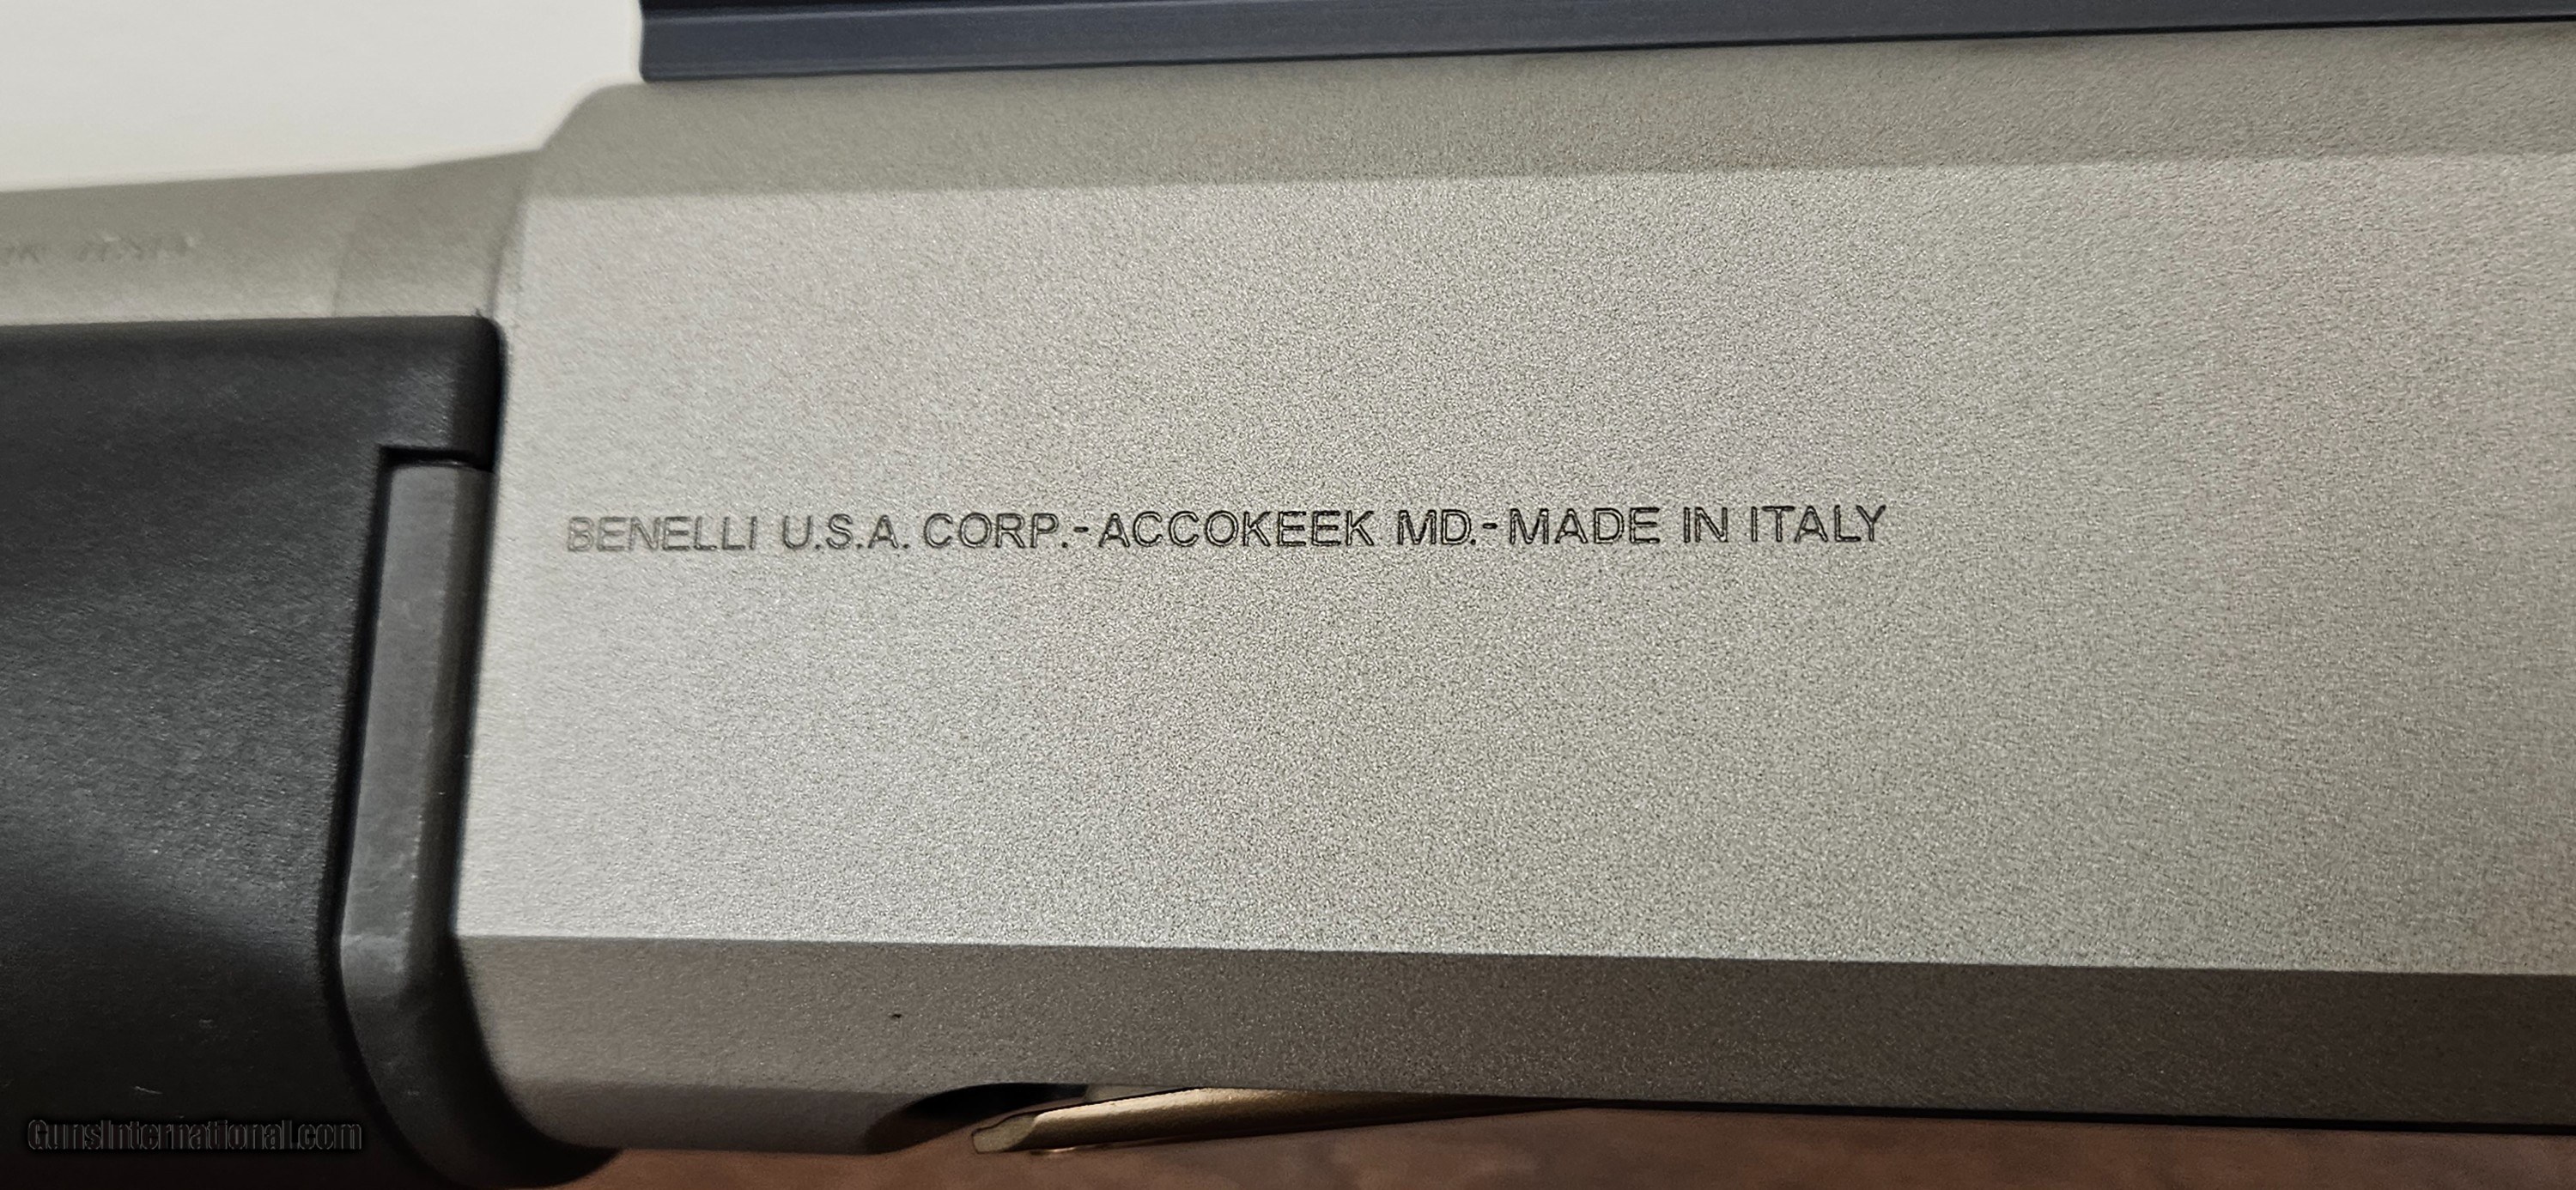 BENELLI U.S.A. CORP.-ACCOKEEK MD.-MADE IN ITALY
GunsInternational.com